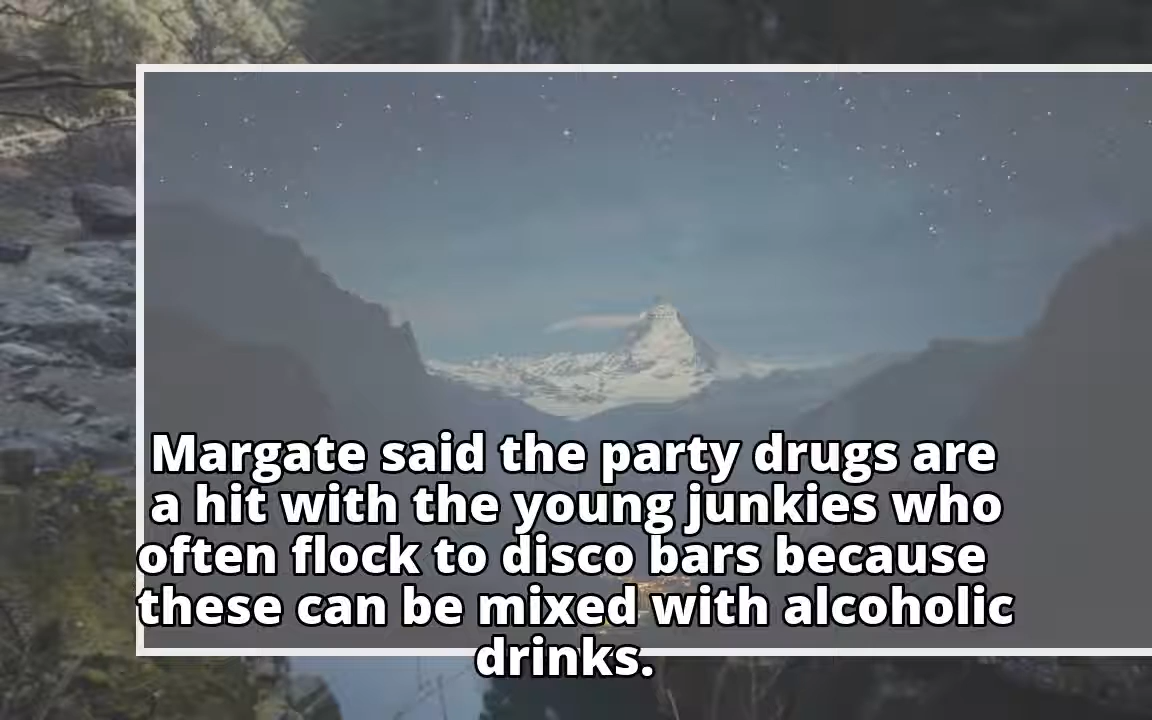 Margate said the party drugs are
a hit with the young junkies who
often flock to disco bars because
these can be mixed with alcoholic
drinks.